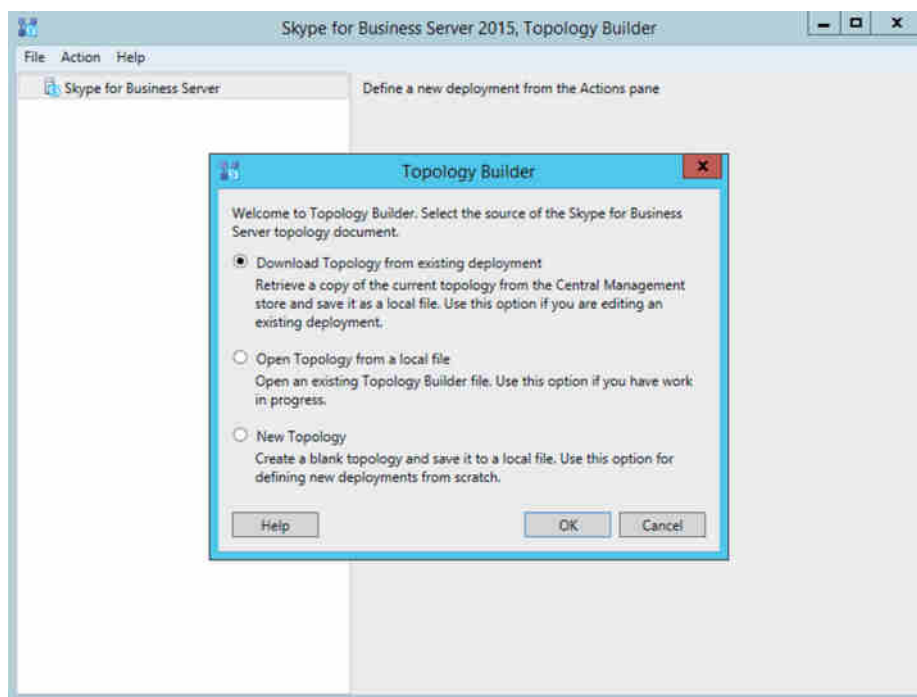 Skype for Business Server 2015, Topology Builder
File Action Help
Skype for Business Server
Define a new deployment from the Actions pane
Topology Builder
Welcome to Topology Builder. Select the source of the Skype for Business
Server topology document.
Download Topology from existing deployment
Retrieve a copy of the current topology from the Central Management
store and save it as a local file. Use this option if you are editing an
existing deployment.
Open Topology from a local file
Open an existing Topology Builder file. Use this option if you have work
in progress.
New Topology
Create a blank topology and save it to a local file. Use this option for
defining new deployments from scratch.
Help OK Cancel